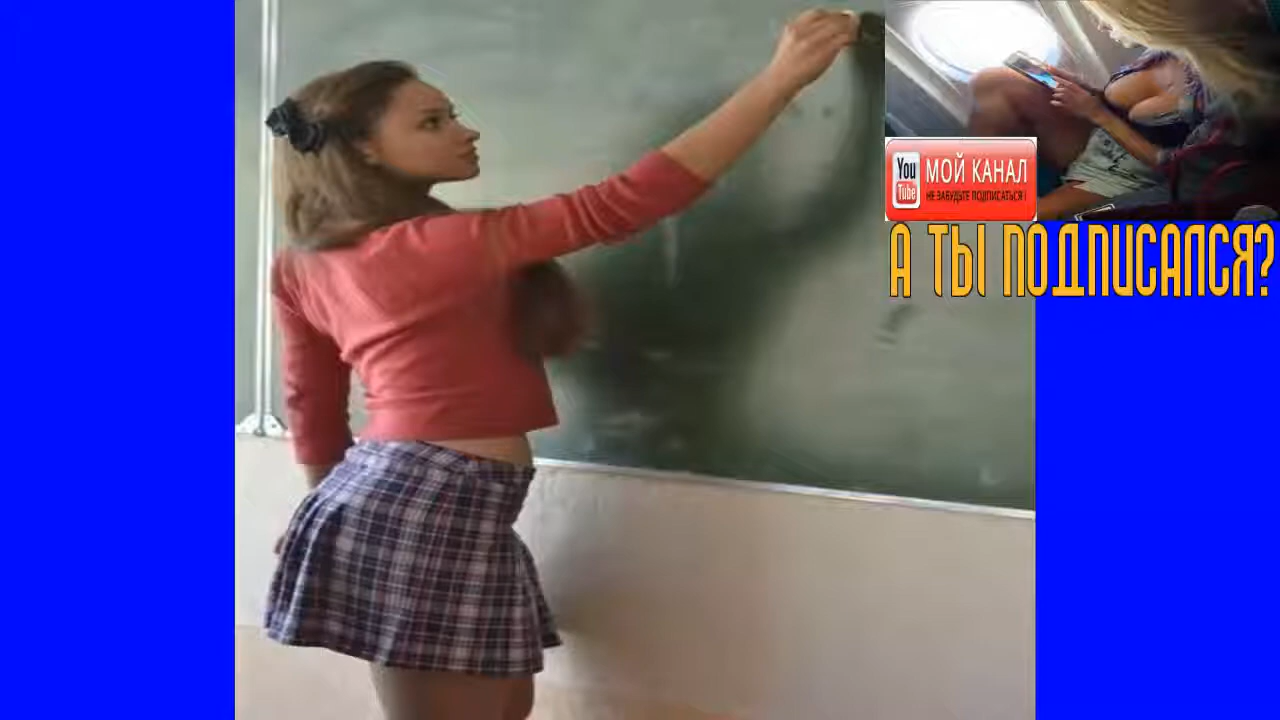 You
Tube
МОЙ КАНАЛ
НЕ ЗАБУДЬТЕ ПОДПИСАТЬСЯ !
А ТЫ ПОДПИСАЛСЯ?